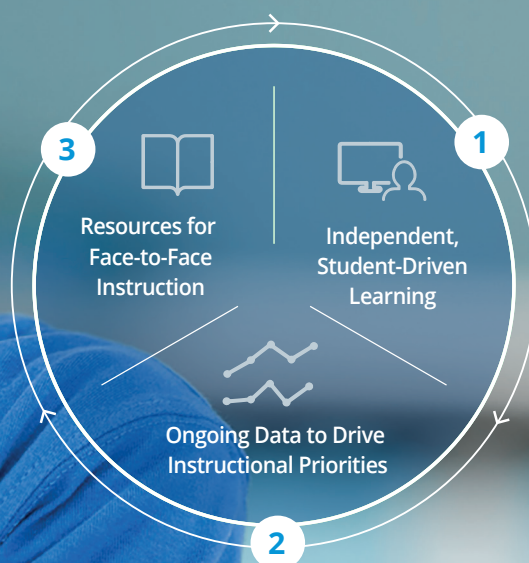 1
Independent,
Student-Driven
Learning
2
Ongoing Data to Drive
Instructional Priorities
3
Resources for
Face-to-Face
Instruction